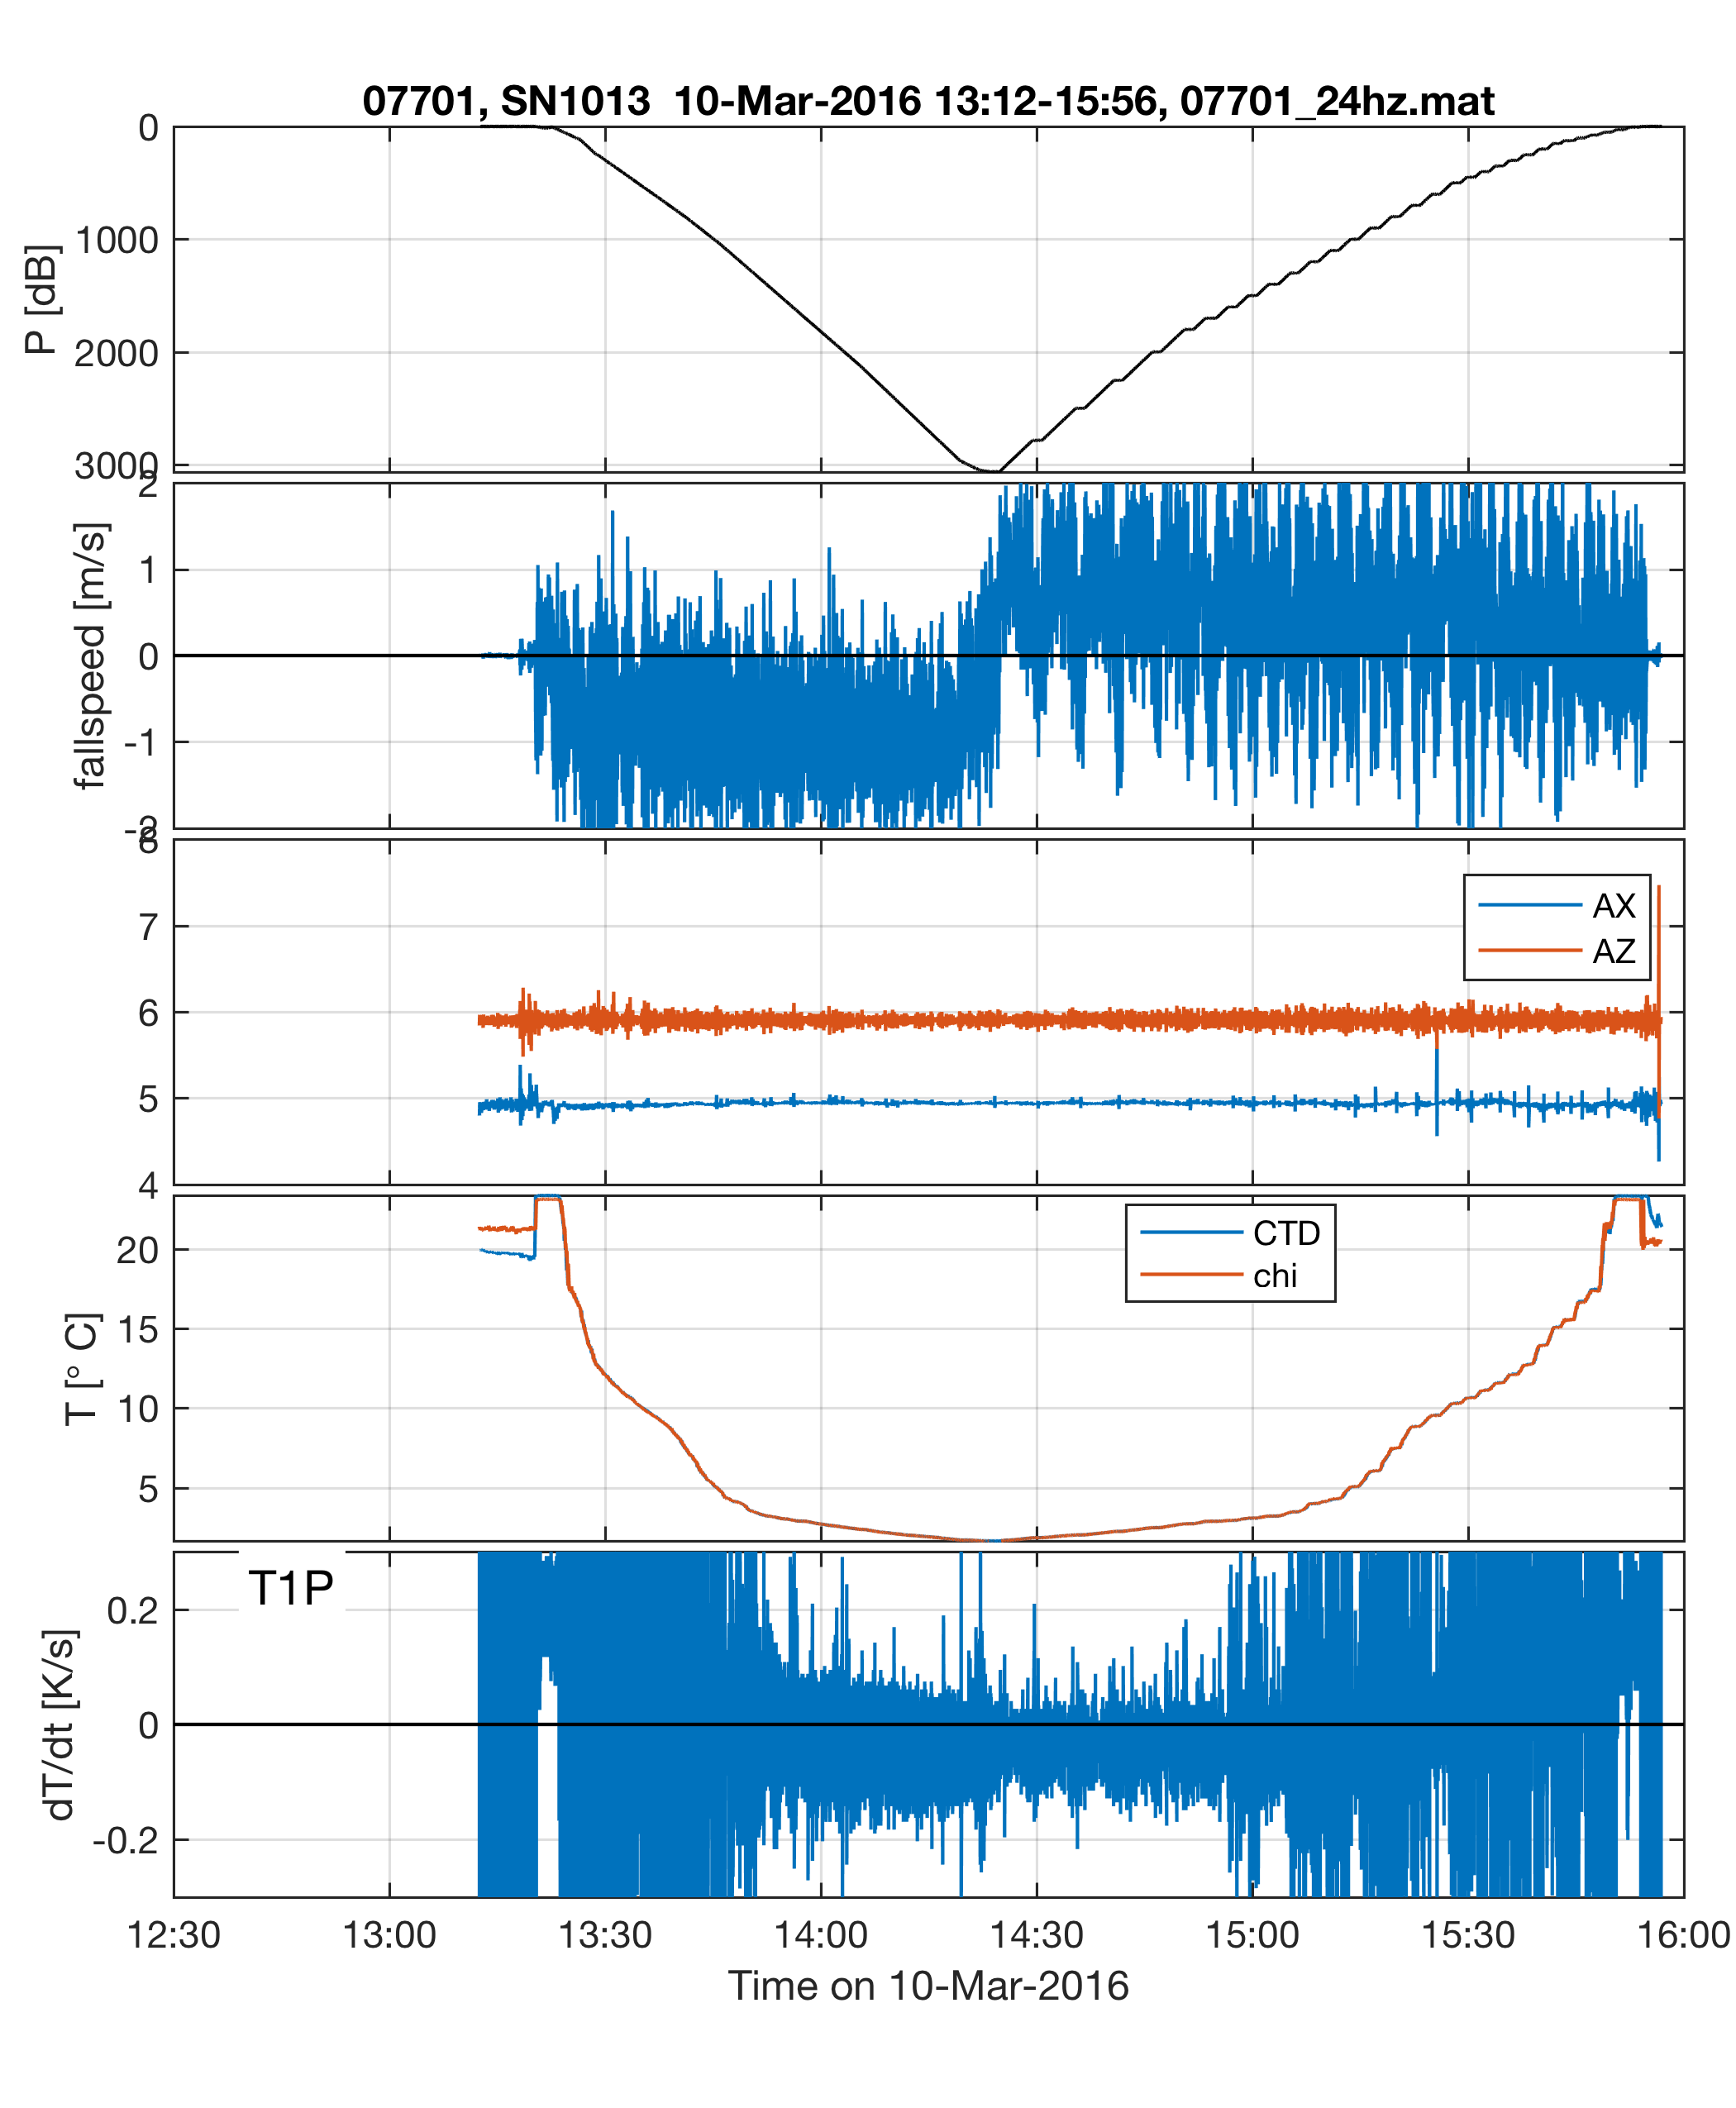 07701, SN1013  10-Mar-2016 13:12-15:56, 07701_24hz.mat
0
1000
2000
3000
P [dB]
2
1
0
-1
-2
fallspeed [m/s]
8
7
6
5
4
AX
AZ
20
15
10
5
T [° C]
CTD
chi
T1P
0.2
0
-0.2
dT/dt [K/s]
12:30 13:00 13:30 14:00 14:30 15:00 15:30 16:00
Time on 10-Mar-2016